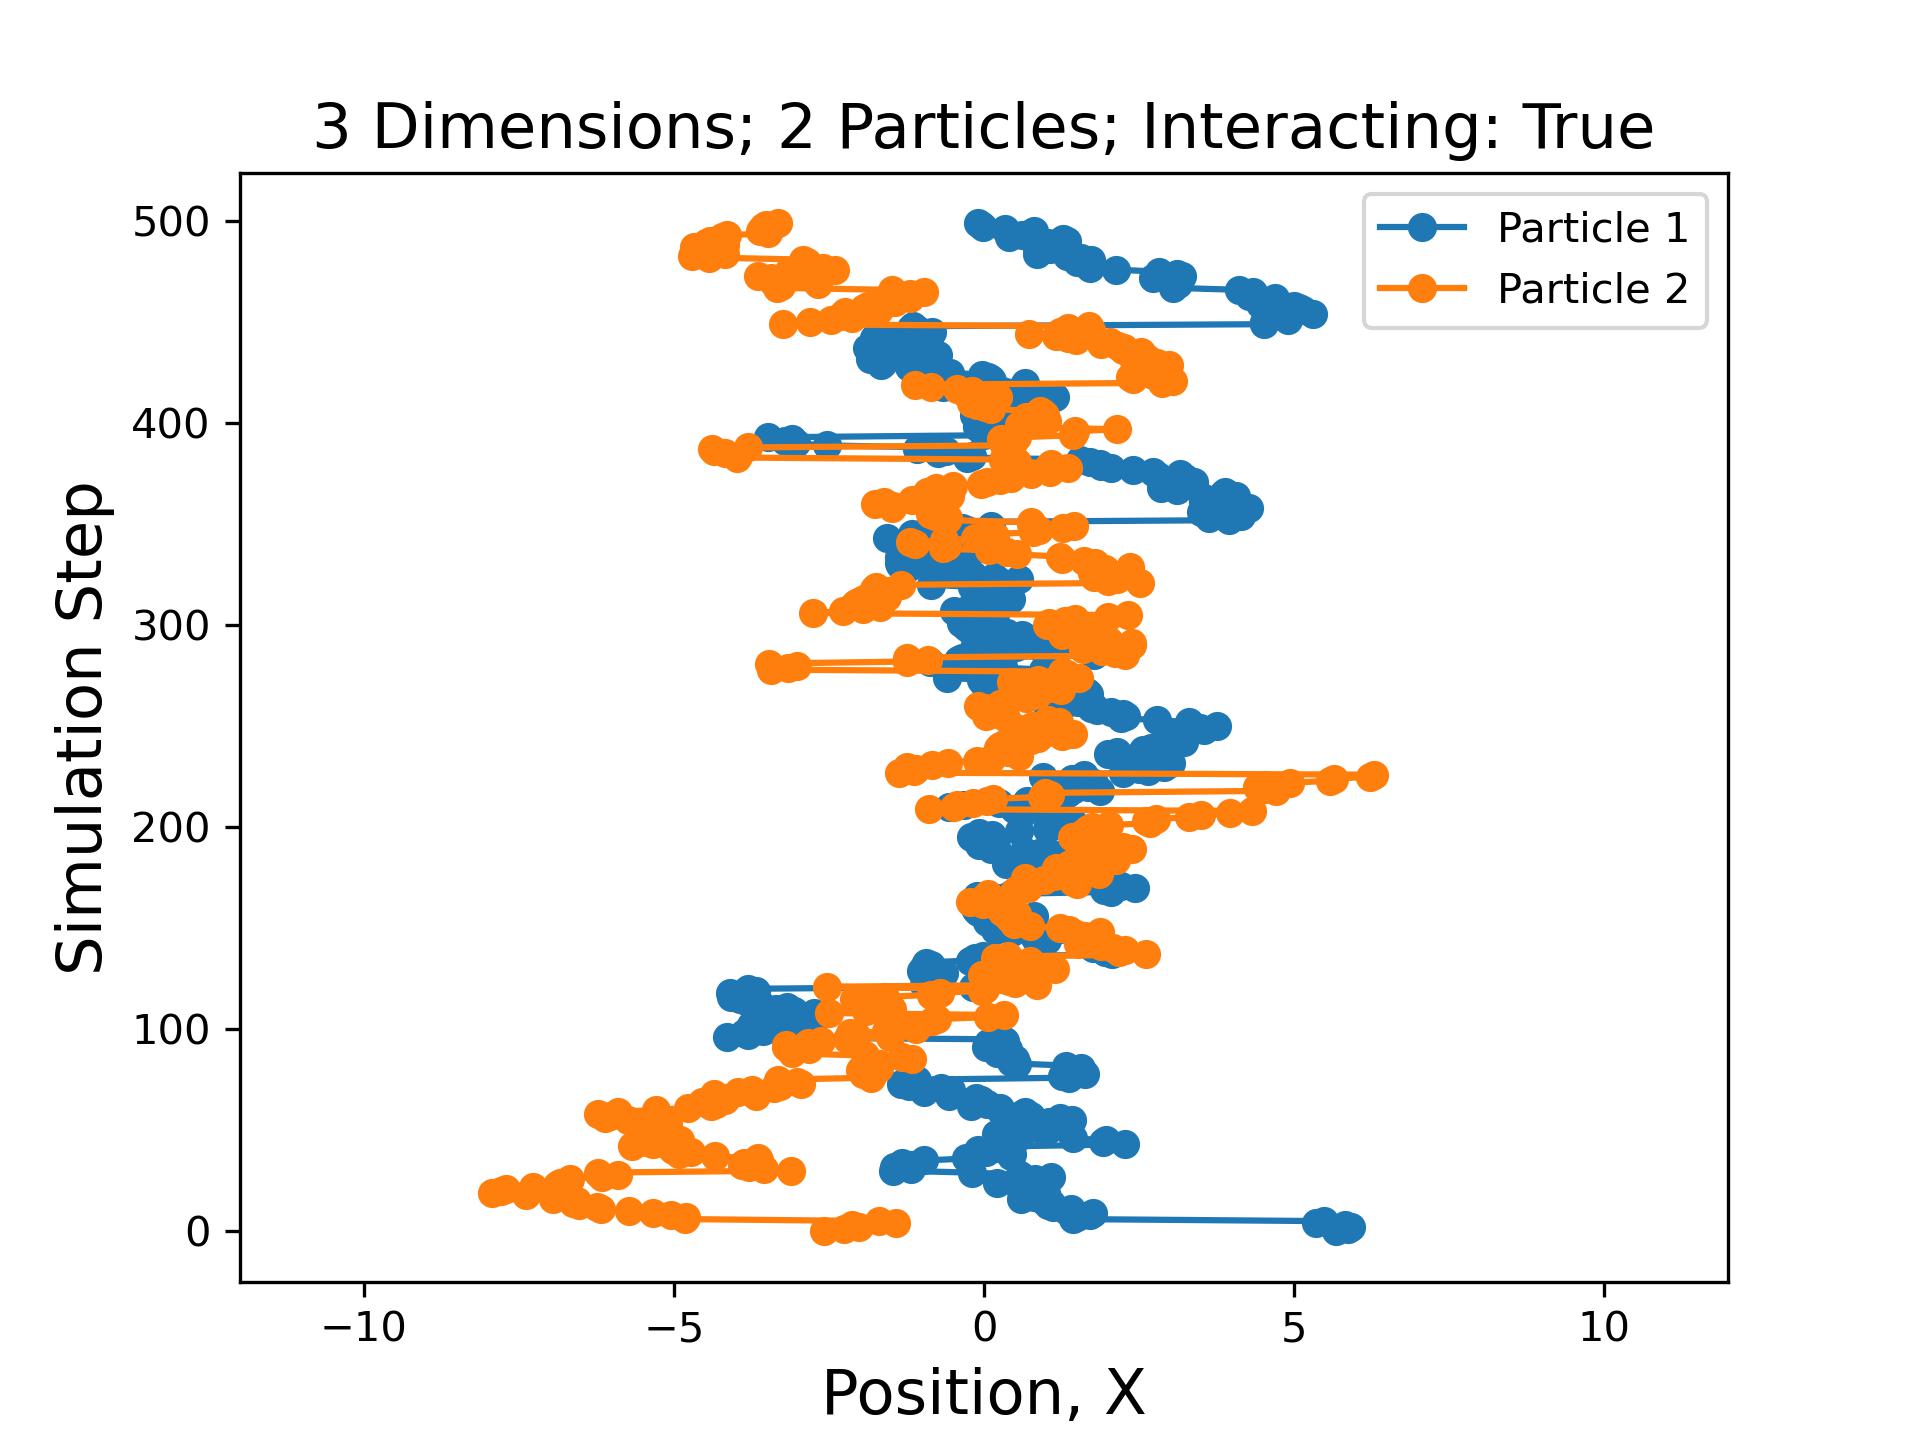 3 Dimensions; 2 Particles; Interacting: True
Particle 1
Particle 2
Simulation Step
500
400
300
200
100
0
−10
−5
0
5
10
Position, X